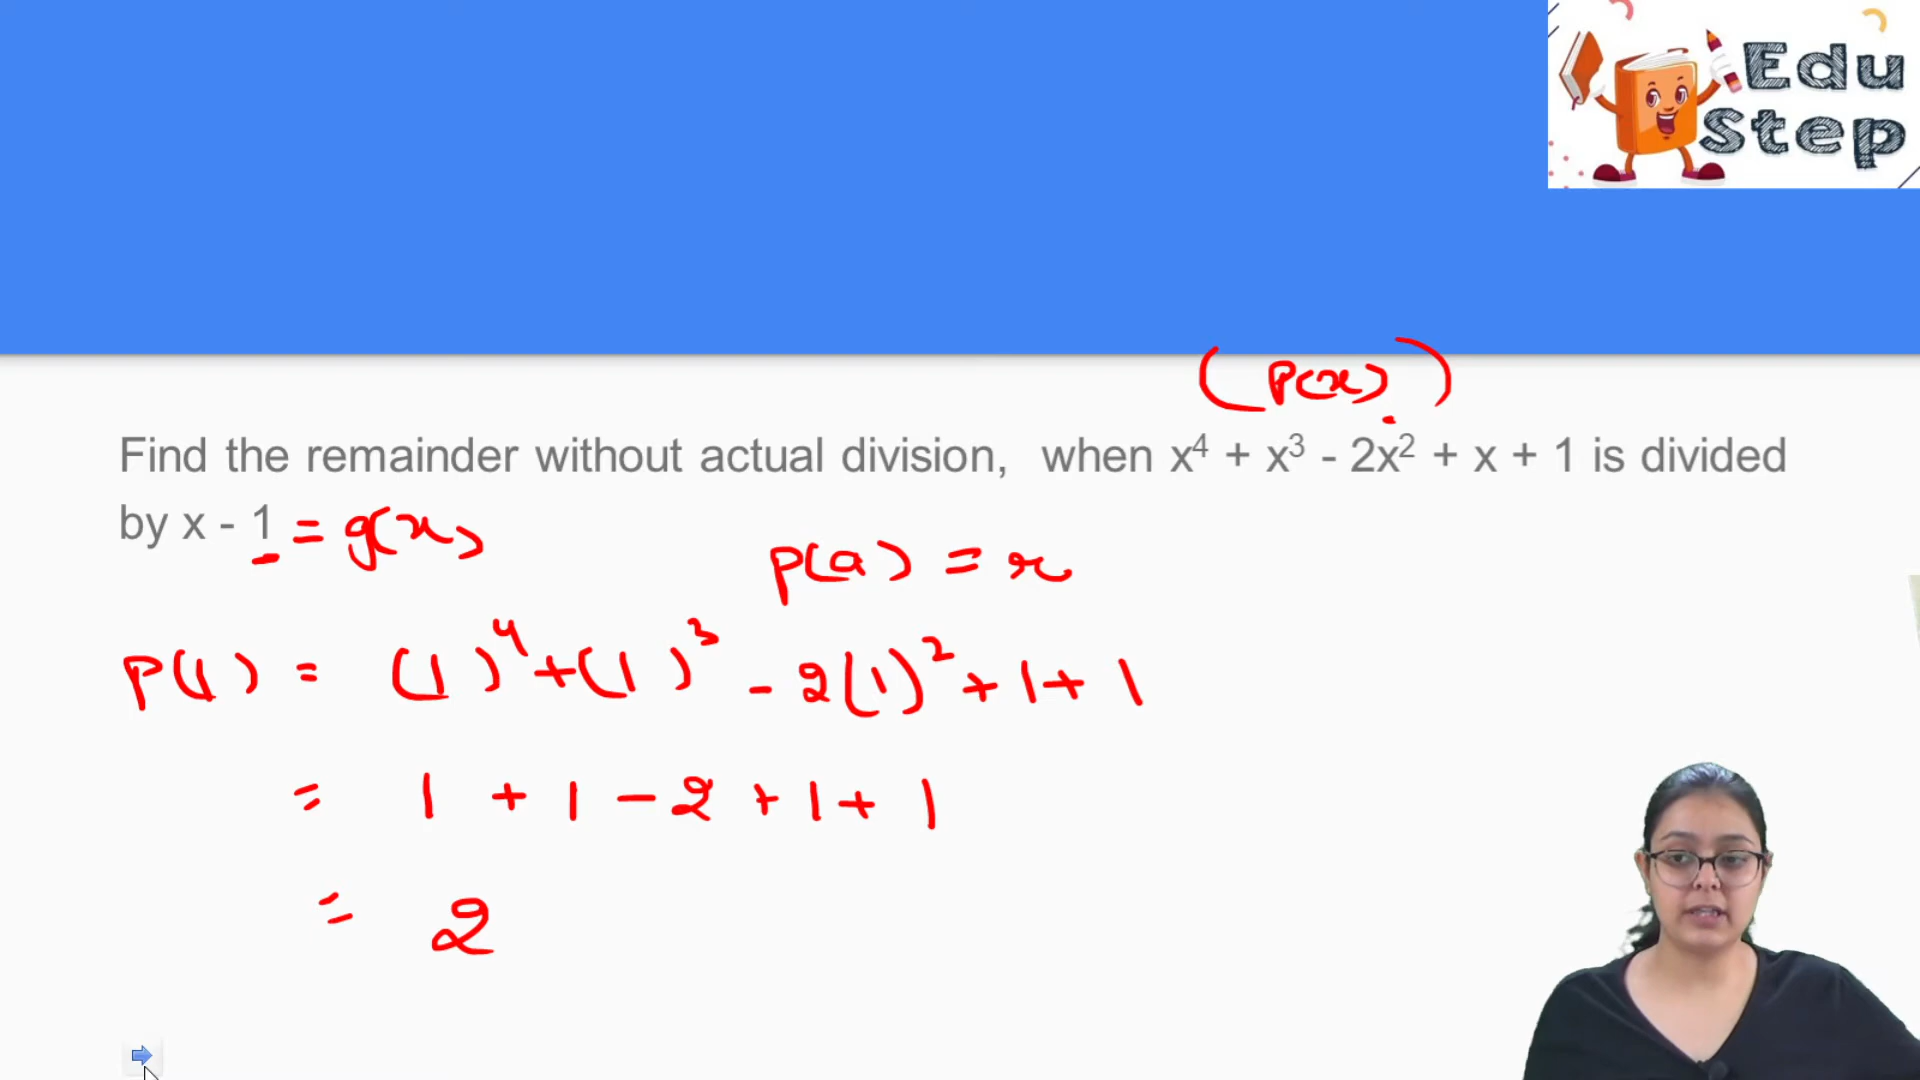 Edu
Step
(P(x))
Find the remainder without actual division, when x⁴ + x³ - 2x² + x + 1 is divided
by x - 1 = g(x)
p(a) = r
P(1) = (1)⁴+(1)³ - 2(1)² + 1 + 1
= 1 + 1 - 2 + 1 + 1
= 2